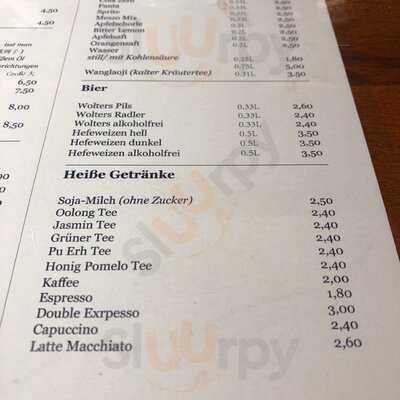 4,50
4,50
6,50
7,50
8,00
8,50
Fanta
Sprite
Mezzo Mix
Apfelschorle
Bitter Lemon
Apfelsaft
Orangensaft
Wasser
still/ mit Kohlensäure 0.25L 1,80
0.75L 5,00
Wanglaoji (kalter Kräutertee) 0.31L 3,50
Bier
Wolters Pils 0.33L 2,60
Wolters Radler 0.33L 2,40
Wolters alkoholfrei 0.33L 2,40
Hefeweizen hell 0.5L 3,50
Hefeweizen dunkel 0.5L 3,50
Hefeweizen alkoholfrei 0.5L 3,50
Heiße Getränke
Soja-Milch (ohne Zucker) 2,50
Oolong Tee 2,40
Jasmin Tee 2,40
Grüner Tee 2,40
Pu Erh Tee 2,40
Honig Pomelo Tee 2,40
Kaffee 2,00
Espresso 1,80
Double Exrpesso 3,00
Capuccino 2,40
Latte Macchiato 2,60
sluurpy
sluurpy